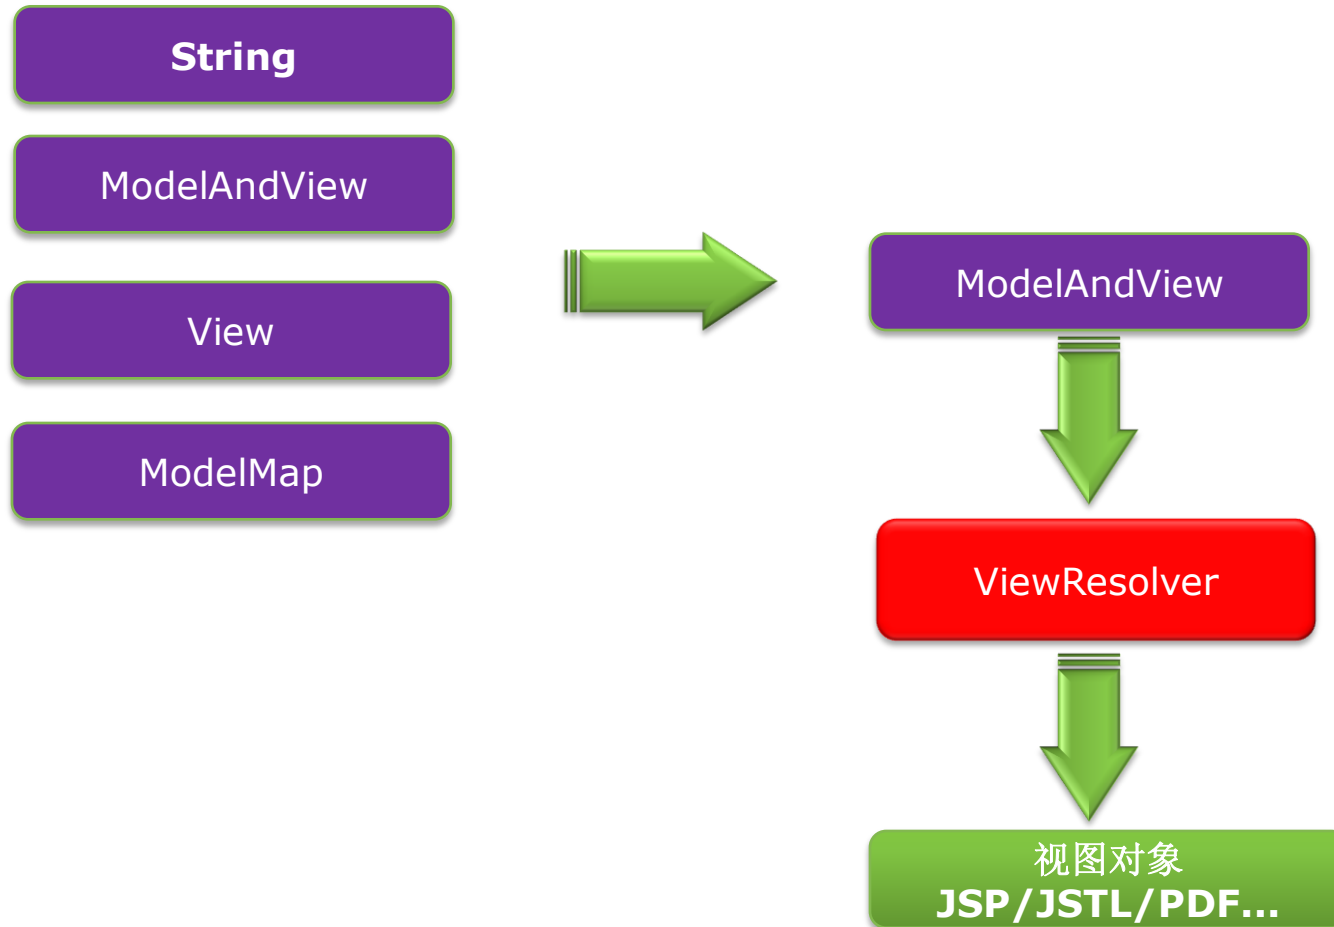 String
ModelAndView
View
ModelMap
ModelAndView
ViewResolver
视图对象
JSP/JSTL/PDF...